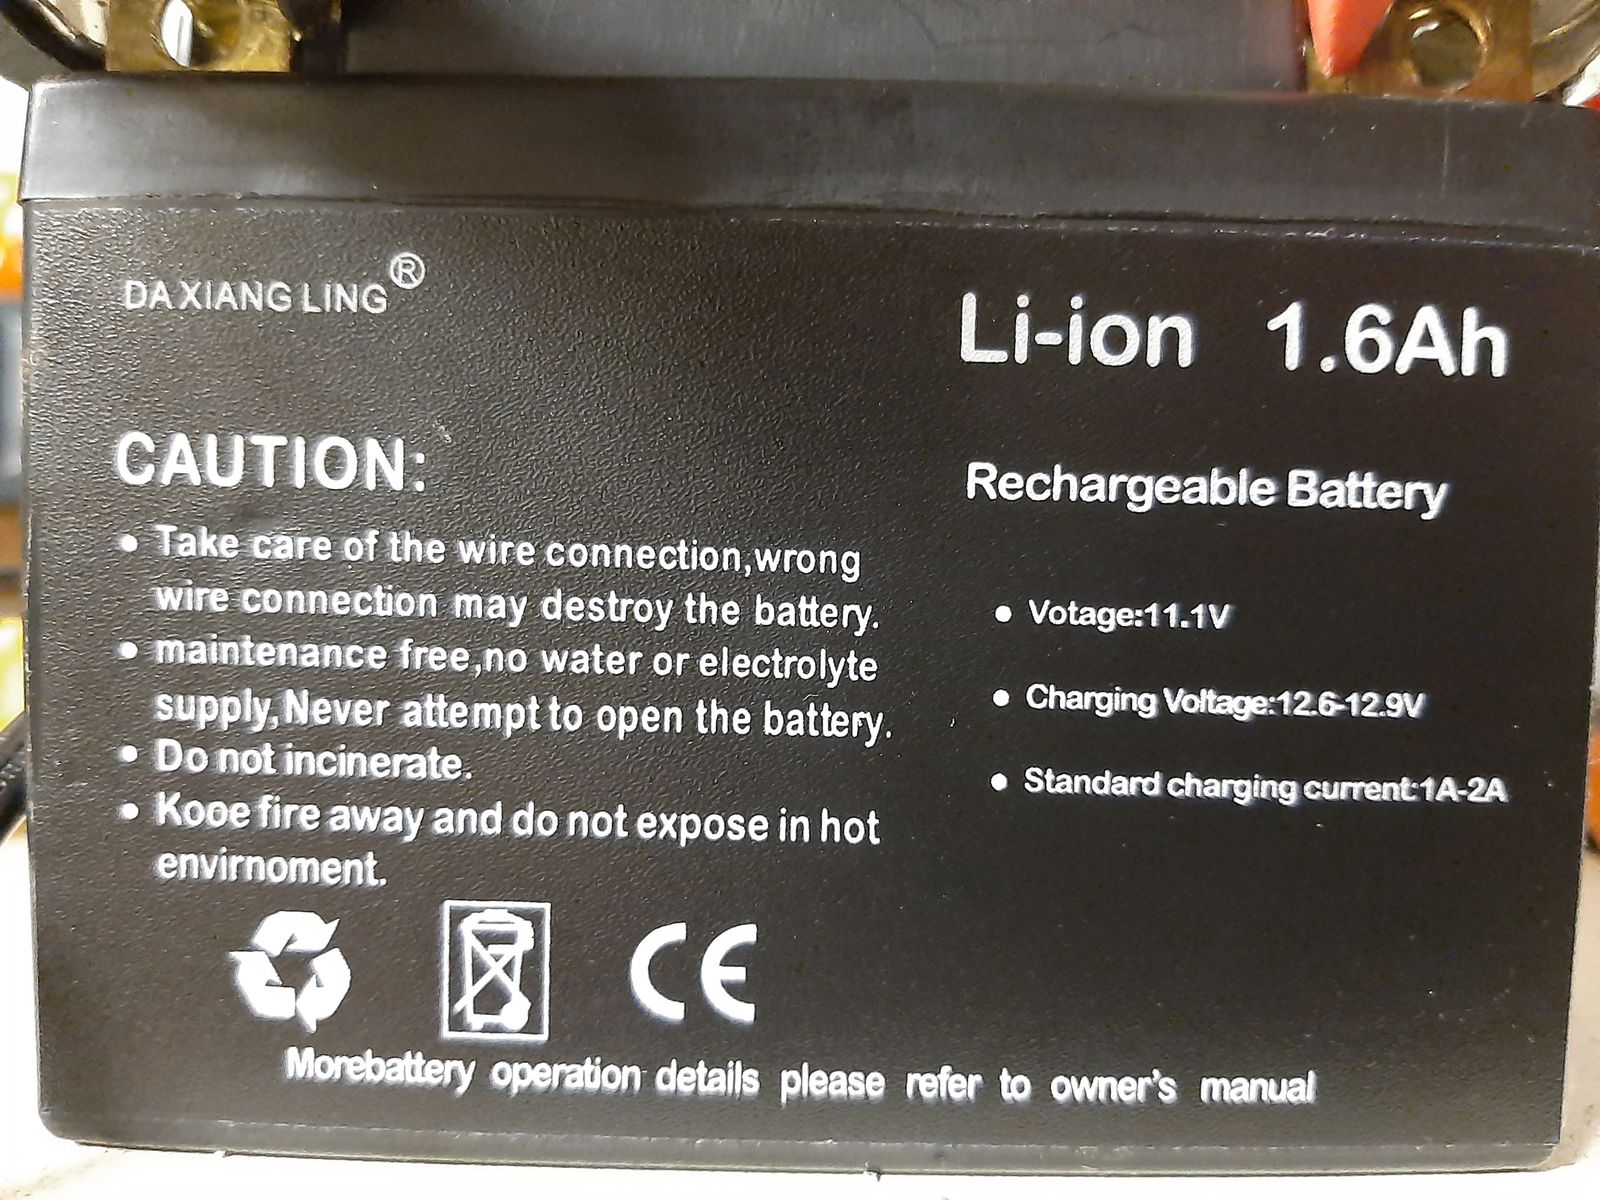 DAXIANG LING®
Li-ion 1.6Ah
CAUTION:
Rechargeable Battery
• Take care of the wire connection,wrong
wire connection may destroy the battery.
• maintenance free,no water or electrolyte
supply,Never attempt to open the battery.
• Do not incinerate.
• Kooe fire away and do not expose in hot
envirnoment.
• Votage:11.1V
• Charging Voltage:12.6-12.9V
• Standard charging current:1A-2A
CE
Morebattery operation details please refer to owner's manual